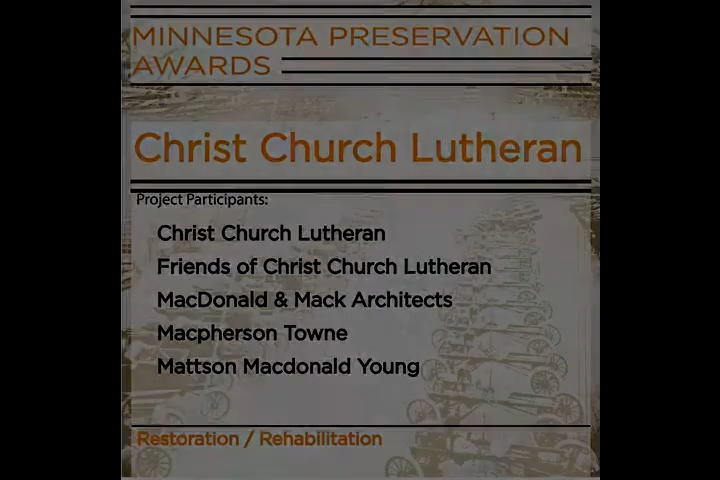 MINNESOTA PRESERVATION
AWARDS
Christ Church Lutheran
Project Participants:
Christ Church Lutheran
Friends of Christ Church Lutheran
MacDonald & Mack Architects
Macpherson Towne
Mattson Macdonald Young
Restoration / Rehabilitation